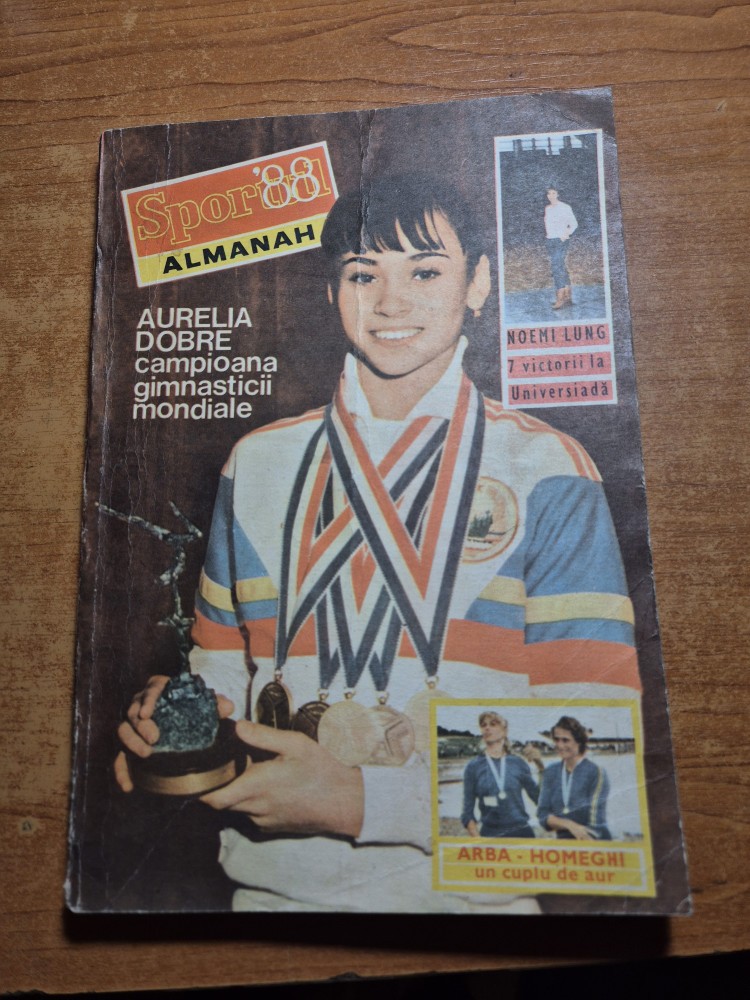 Sportul '88
ALMANAH
AURELIA
DOBRE
campioana
gimnasticii
mondiale
NOEMI LUNG
7 victorii la
Universiadă
ARBA - HOMEGHI
un cuplu de aur